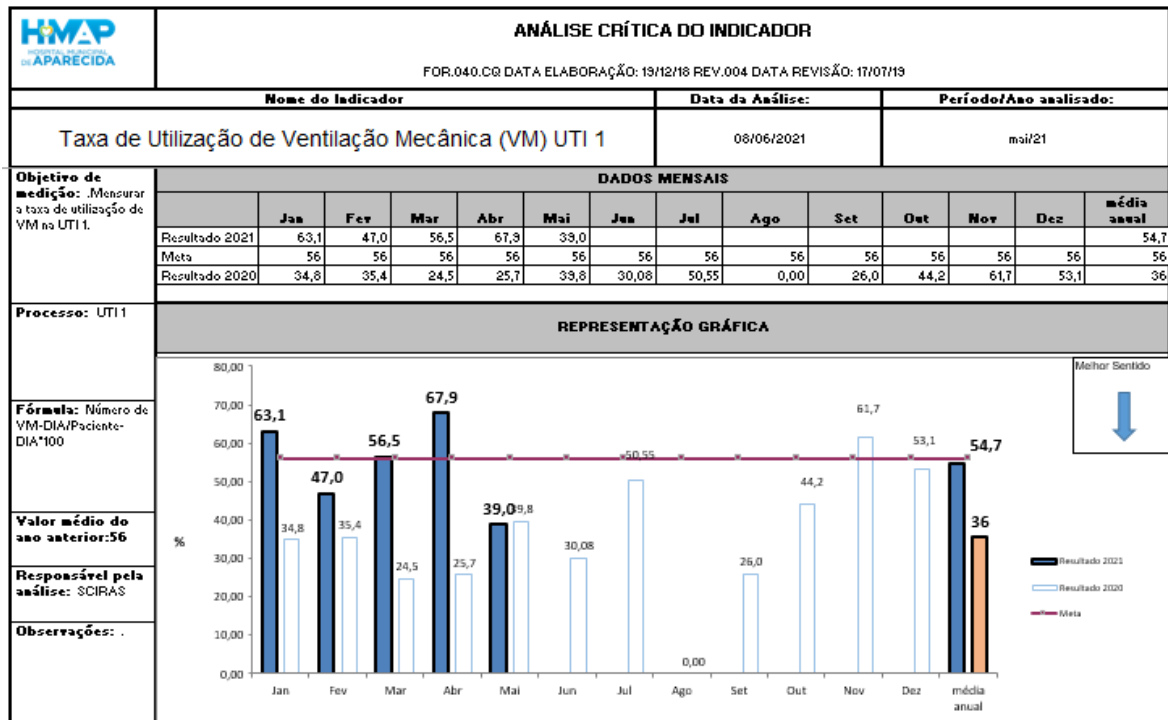 HMAP
HOSPITAL MUNICIPAL
DE APARECIDA
ANÁLISE CRÍTICA DO INDICADOR
FOR.040.CQ DATA ELABORAÇÃO: 19/12/18 REV.004 DATA REVISÃO: 17/07/19
Nome do Indicador Data da Análise: Período/Ano analisado:
Taxa de Utilização de Ventilação Mecânica (VM) UTI 1 08/06/2021 mai/21
Objetivo de
medição: .Mensurar
a taxa de utilização de
VM na UTI 1.
DADOS MENSAIS
Jan Fev Mar Abr Mai Jun Jul Ago Set Out Nov Dez média anual
Resultado 2021 63,1 47,0 56,5 67,9 39,0 54,7
Meta 56 56 56 56 56 56 56 56 56 56 56 56 56
Resultado 2020 34,8 35,4 24,5 25,7 39,8 30,08 50,55 0,00 26,0 44,2 61,7 53,1 36
Processo: UTI 1
Fórmula: Número de
VM-DIA/Paciente-
DIA*100
Valor médio do
ano anterior:56
Responsável pela
análise: SCIRAS
Observações: .
REPRESENTAÇÃO GRÁFICA
Melhor Sentido
80,00
70,00
60,00
50,00
40,00
30,00
20,00
10,00
0,00
%
63,1
34,8
47,0
35,4
56,5
24,5
67,9
25,7
39,0
39,8
30,08
50,55
0,00
26,0
44,2
61,7
53,1
54,7
36
Jan Fev Mar Abr Mai Jun Jul Ago Set Out Nov Dez média
anual
Resultado 2021
Resultado 2020
Meta